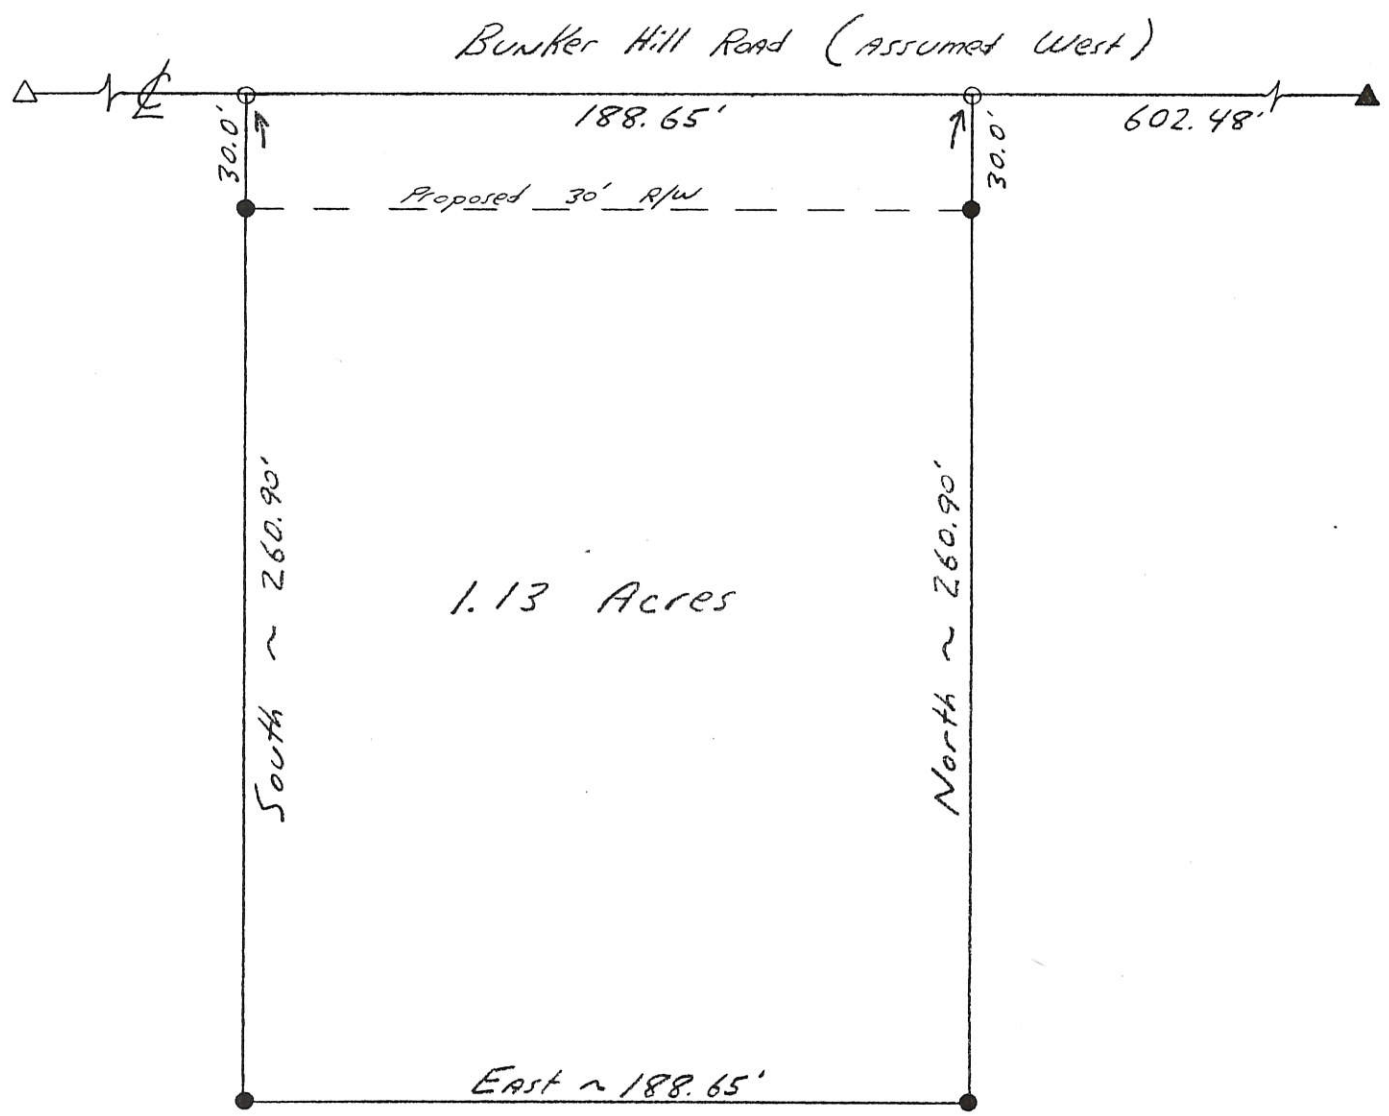 Bunker Hill Road (Assumed West)
℄
188.65'
602.48'
30.0'
30.0'
Proposed 30' R/W
South ~ 260.90'
North ~ 260.90'
1.13 Acres
East ~ 188.65'